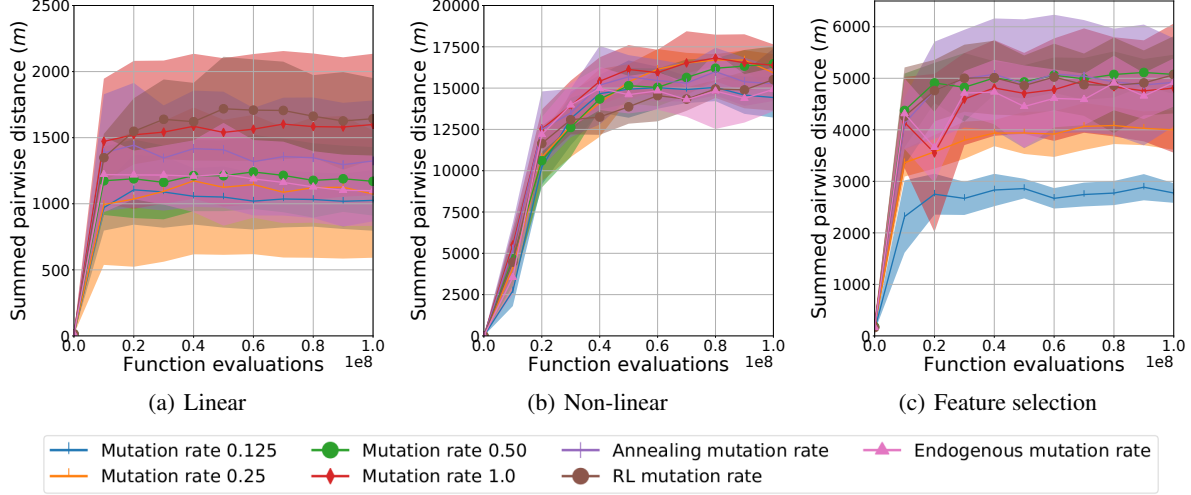 Summed pairwise distance (m)
2500
2000
1500
1000
500
0
0.0 0.2 0.4 0.6 0.8 1.0
Function evaluations 1e8
(a) Linear
Summed pairwise distance (m)
20000
17500
15000
12500
10000
7500
5000
2500
0
0.0 0.2 0.4 0.6 0.8 1.0
Function evaluations 1e8
(b) Non-linear
Summed pairwise distance (m)
6000
5000
4000
3000
2000
1000
0
0.0 0.2 0.4 0.6 0.8 1.0
Function evaluations 1e8
(c) Feature selection
Mutation rate 0.125 Mutation rate 0.50 Annealing mutation rate Endogenous mutation rate
Mutation rate 0.25 Mutation rate 1.0 RL mutation rate